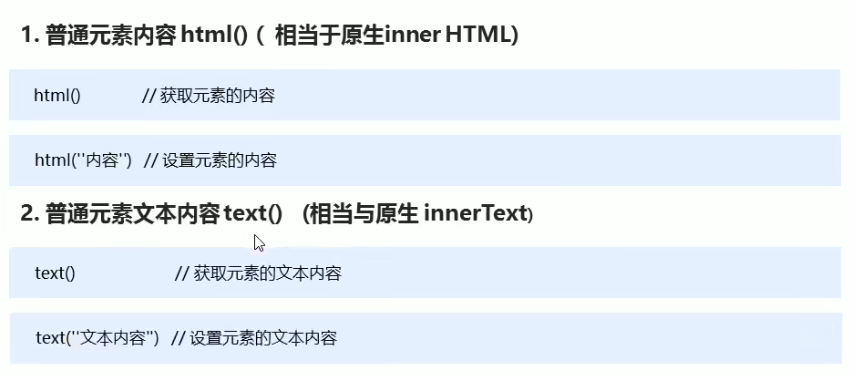 1. 普通元素内容 html() ( 相当于原生inner HTML)
html() // 获取元素的内容
html(''内容'') // 设置元素的内容
2. 普通元素文本内容 text() (相当与原生 innerText)
text() // 获取元素的文本内容
text(''文本内容'') // 设置元素的文本内容